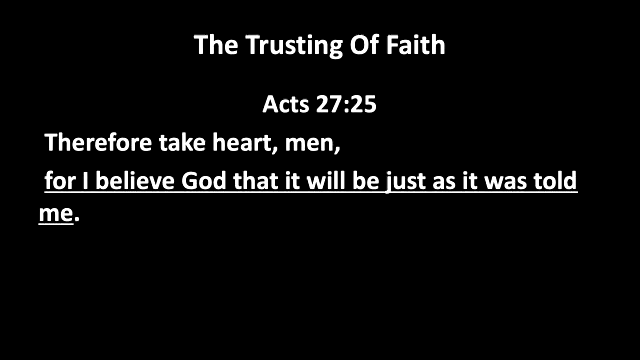 The Trusting Of Faith
Acts 27:25
Therefore take heart, men,
for I believe God that it will be just as it was told
me.